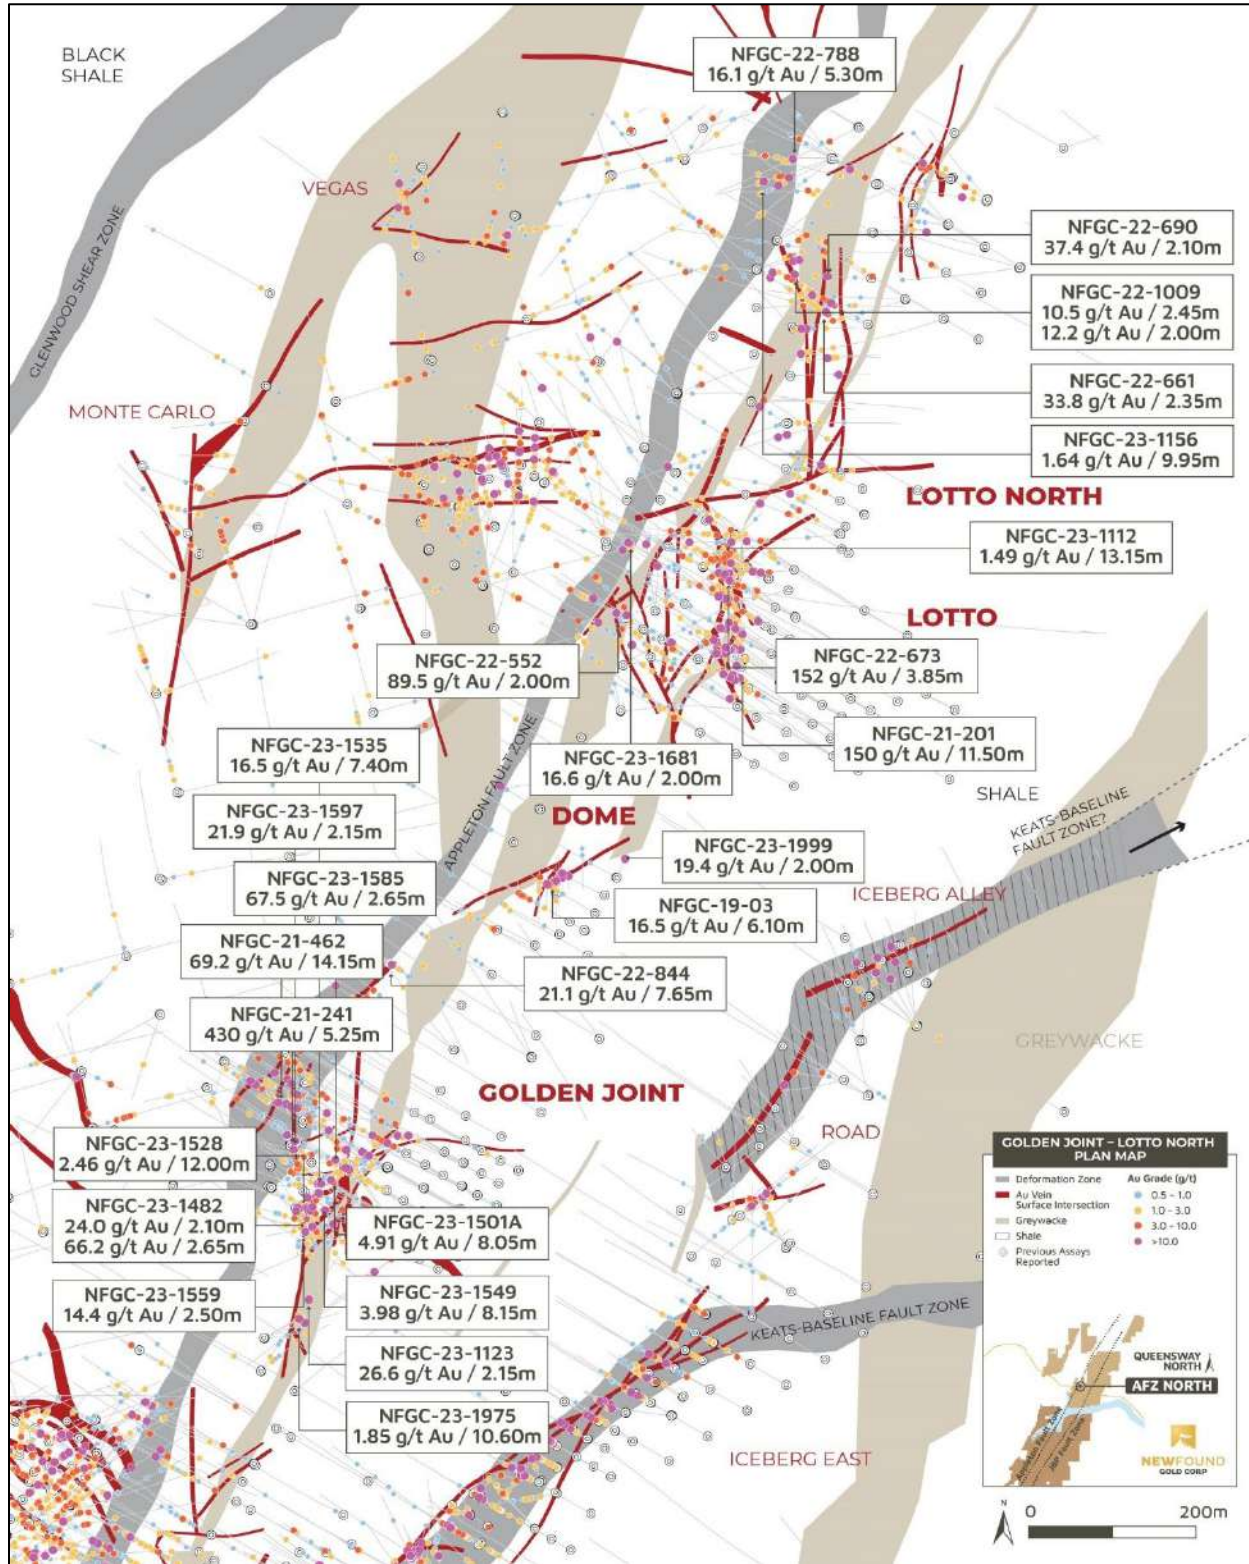 BLACK
SHALE
NFGC-22-788
16.1 g/t Au / 5.30m
VEGAS
GLENWOOD SHEAR ZONE
NFGC-22-690
37.4 g/t Au / 2.10m
NFGC-22-1009
10.5 g/t Au / 2.45m
12.2 g/t Au / 2.00m
NFGC-22-661
33.8 g/t Au / 2.35m
MONTE CARLO
NFGC-23-1156
1.64 g/t Au / 9.95m
LOTTO NORTH
NFGC-23-1112
1.49 g/t Au / 13.15m
LOTTO
NFGC-22-552
89.5 g/t Au / 2.00m
NFGC-22-673
152 g/t Au / 3.85m
NFGC-23-1535
16.5 g/t Au / 7.40m
NFGC-23-1681
16.6 g/t Au / 2.00m
NFGC-21-201
150 g/t Au / 11.50m
APPLETON FAULT ZONE
SHALE
KEATS-BASELINE
FAULT ZONE?
NFGC-23-1597
21.9 g/t Au / 2.15m
DOME
NFGC-23-1999
19.4 g/t Au / 2.00m
NFGC-23-1585
67.5 g/t Au / 2.65m
NFGC-19-03
16.5 g/t Au / 6.10m
ICEBERG ALLEY
NFGC-21-462
69.2 g/t Au / 14.15m
NFGC-22-844
21.1 g/t Au / 7.65m
NFGC-21-241
430 g/t Au / 5.25m
GREYWACKE
GOLDEN JOINT
ROAD
NFGC-23-1528
2.46 g/t Au / 12.00m
NFGC-23-1482
24.0 g/t Au / 2.10m
66.2 g/t Au / 2.65m
NFGC-23-1501A
4.91 g/t Au / 8.05m
NFGC-23-1559
14.4 g/t Au / 2.50m
NFGC-23-1549
3.98 g/t Au / 8.15m
KEATS-BASELINE FAULT ZONE
NFGC-23-1123
26.6 g/t Au / 2.15m
NFGC-23-1975
1.85 g/t Au / 10.60m
ICEBERG EAST
GOLDEN JOINT – LOTTO NORTH
PLAN MAP
Deformation Zone
Au Vein
Surface Intersection
Greywacke
Shale
Previous Assays
Reported
Au Grade (g/t)
0.5 - 1.0
1.0 - 3.0
3.0 - 10.0
>10.0
QUEENSWAY
NORTH
AFZ NORTH
Appleton Fault Zone
JBP Fault Zone
NEWFOUND
GOLD CORP
N
0 200m